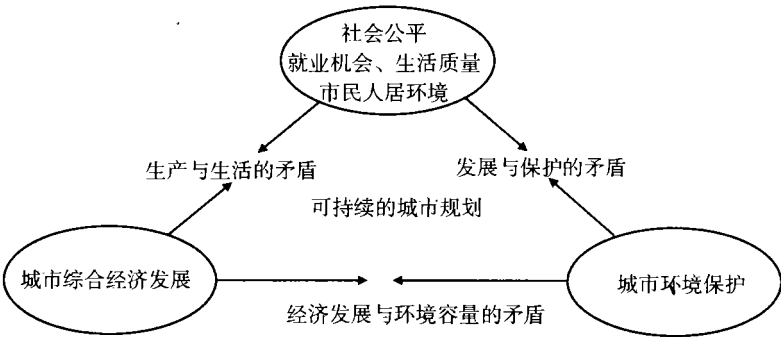 社会公平
就业机会、生活质量
市民人居环境
生产与生活的矛盾
发展与保护的矛盾
可持续的城市规划
城市综合经济发展
城市环境保护
经济发展与环境容量的矛盾